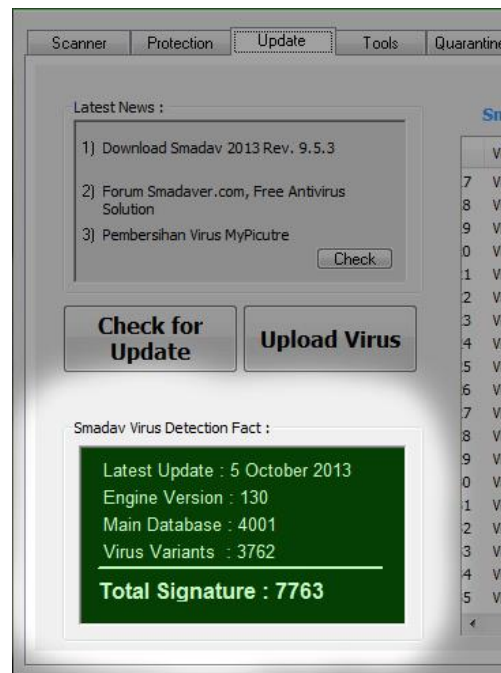 Scanner Protection Update Tools Quarantine
Latest News :
1) Download Smadav 2013 Rev. 9.5.3
2) Forum Smadaver.com, Free Antivirus
Solution
3) Pembersihan Virus MyPicutre
Check
Check for
Update
Upload Virus
Smadav Virus Detection Fact :
Latest Update : 5 October 2013
Engine Version : 130
Main Database : 4001
Virus Variants : 3762
Total Signature : 7763